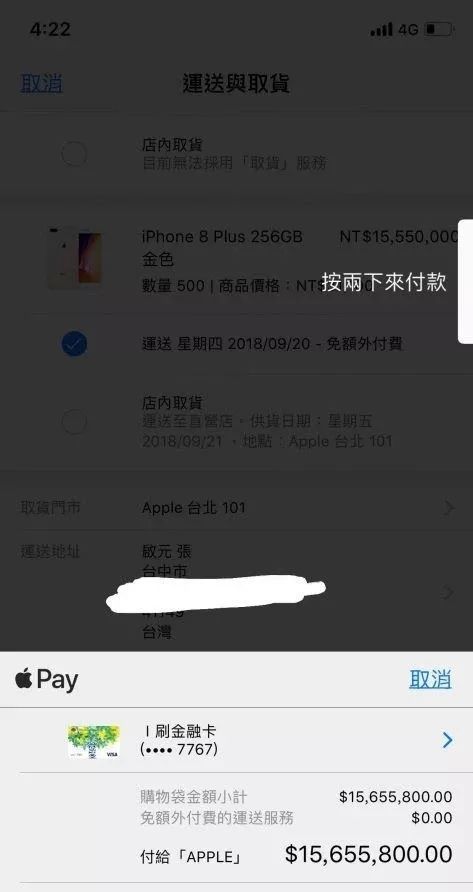 4:22
4G
取消
運送與取貨
店內取貨
目前無法採用「取貨」服務
iPhone 8 Plus 256GB
NT$15,550,000
金色
數量 500 | 商品價格：NT$
按兩下來付款
運送 星期四 2018/09/20 - 免額外付費
店內取貨
運送至直營店。供貨日期：星期五
2018/09/21，地點：Apple 台北 101
取貨門市
Apple 台北 101
運送地址
啟元 張
台中市
台灣
Pay
取消
I 刷金融卡
(•••• 7767)
VISA
購物袋金額小計
$15,655,800.00
免額外付費的運送服務
$0.00
付給「APPLE」
$15,655,800.00